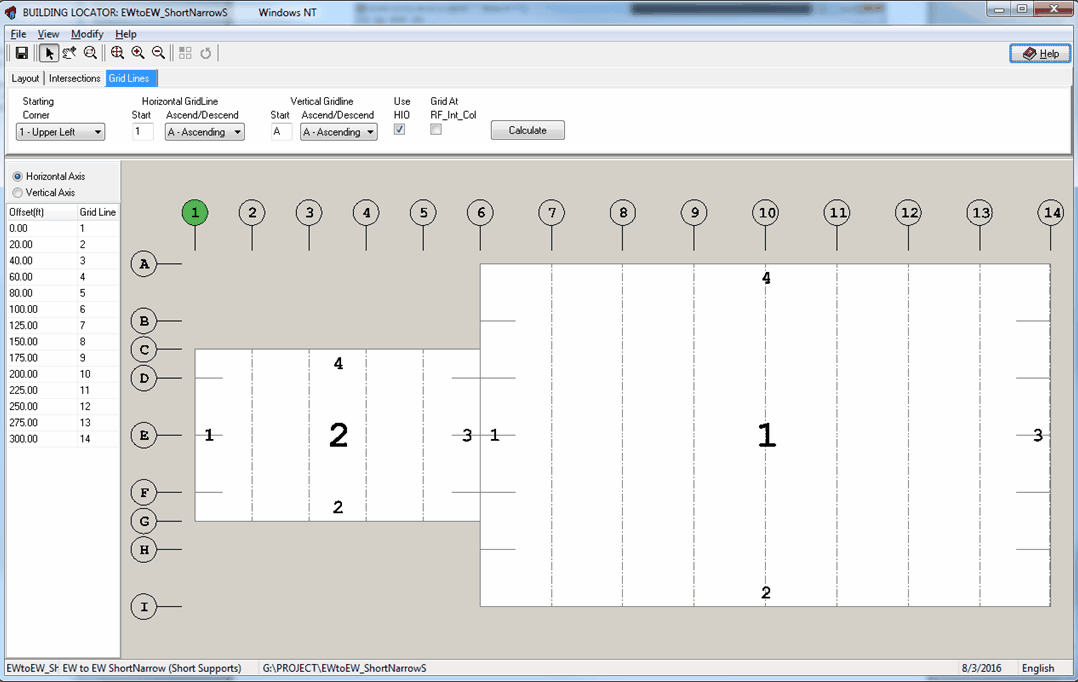 BUILDING LOCATOR: EWtoEW_ShortNarrowS Windows NT
File View Modify Help
Help
Layout Intersections Grid Lines
Starting Corner
1 - Upper Left
Horizontal GridLine
Start Ascend/Descend
1 A - Ascending
Vertical Gridline
Start Ascend/Descend
A A - Ascending
Use HIO
Grid At RF_Int_Col
Calculate
Horizontal Axis
Vertical Axis
Offset(ft) Grid Line
0.00 1
20.00 2
40.00 3
60.00 4
80.00 5
100.00 6
125.00 7
150.00 8
175.00 9
200.00 10
225.00 11
250.00 12
275.00 13
300.00 14
1 2 3 4 5 6 7 8 9 10 11 12 13 14
A
4
B
C
4
D
E 1 2 3 1 1 3
F
2
G
H
2
I
EWtoEW_Sh EW to EW ShortNarrow (Short Supports) G:\PROJECT\EWtoEW_ShortNarrowS 8/3/2016 English